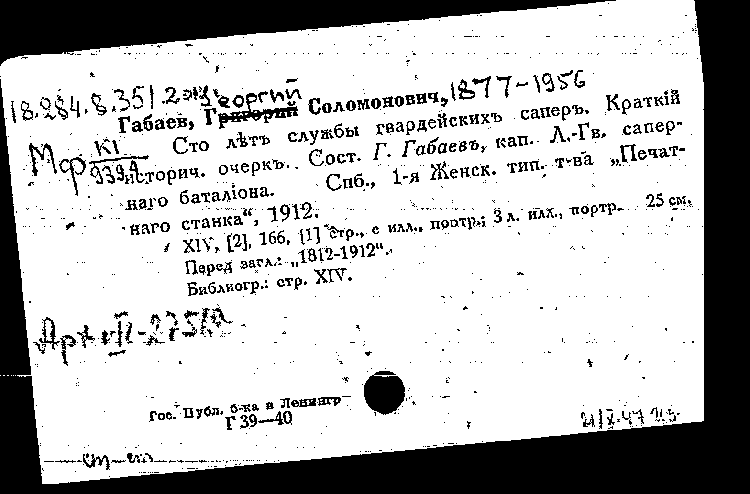 18.284.8.351.2 экз Георгий
Габаев, Григорий Соломонович, 1877-1956
Мф К1/939,9
Сто лѣтъ службы гвардейскихъ саперъ. Краткій
историч. очеркъ. Сост. Г. Габаевъ, кап. Л.-Гв. сапер-
наго баталіона. Спб., 1-я Женск. тип. т-ва „Печат-
наго станка“, 1912.
XIV, [2], 166, [1] стр., с илл., портр.; 3 л. илл., портр. 25 см.
Перед загл.: „1812-1912“.
Библиогр.: стр. XIV.
Гос. Публ. б-ка в Ленингр
Г 39—40